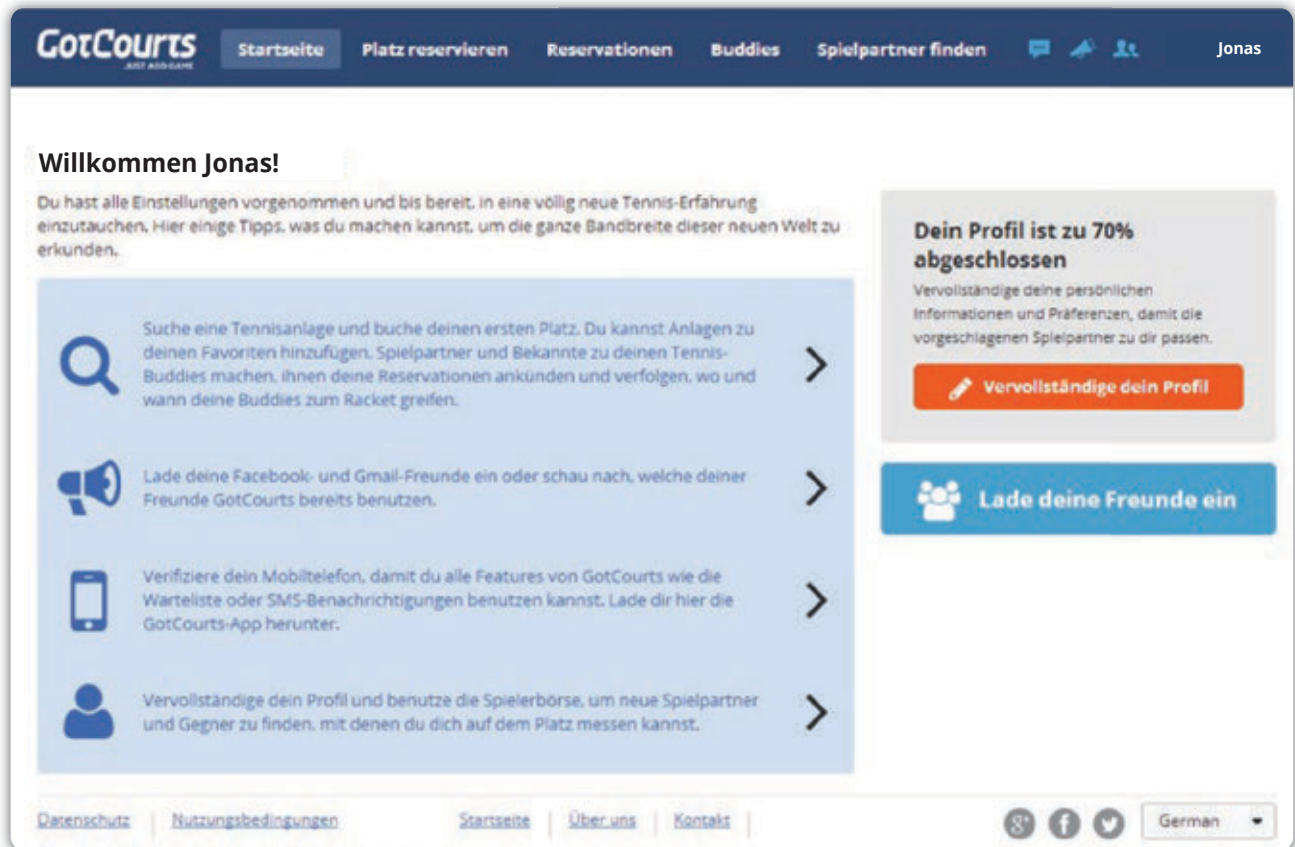 GotCourts
JUST ADD GAME
Startseite Platz reservieren Reservationen Buddies Spielpartner finden Jonas
Willkommen Jonas!
Du hast alle Einstellungen vorgenommen und bis bereit, in eine völlig neue Tennis-Erfahrung
einzutauchen. Hier einige Tipps, was du machen kannst, um die ganze Bandbreite dieser neuen Welt zu
erkunden.
Suche eine Tennisanlage und buche deinen ersten Platz. Du kannst Anlagen zu
deinen Favoriten hinzufügen, Spielpartner und Bekannte zu deinen Tennis-
Buddies machen, ihnen deine Reservationen ankünden und verfolgen, wo und
wann deine Buddies zum Racket greifen.
Lade deine Facebook- und Gmail-Freunde ein oder schau nach, welche deiner
Freunde GotCourts bereits benutzen.
Verifiziere dein Mobiltelefon, damit du alle Features von GotCourts wie die
Warteliste oder SMS-Benachrichtigungen benutzen kannst. Lade dir hier die
GotCourts-App herunter.
Vervollständige dein Profil und benutze die Spielerbörse, um neue Spielpartner
und Gegner zu finden, mit denen du dich auf dem Platz messen kannst.
Dein Profil ist zu 70%
abgeschlossen
Vervollständige deine persönlichen
Informationen und Präferenzen, damit die
vorgeschlagenen Spielpartner zu dir passen.
Vervollständige dein Profil
Lade deine Freunde ein
Datenschutz Nutzungsbedingungen Startseite Über uns Kontakt German